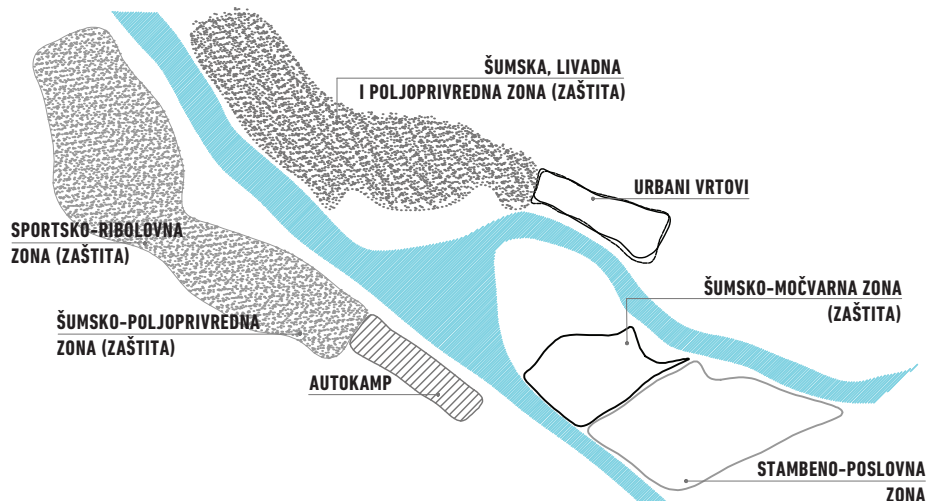 ŠUMSKA, LIVADNA
I POLJOPRIVREDNA ZONA (ZAŠTITA)
URBANI VRTOVI
SPORTSKO-RIBOLOVNA
ZONA (ZAŠTITA)
ŠUMSKO-MOČVARNA ZONA
(ZAŠTITA)
ŠUMSKO-POLJOPRIVREDNA
ZONA (ZAŠTITA)
AUTOKAMP
STAMBENO-POSLOVNA
ZONA